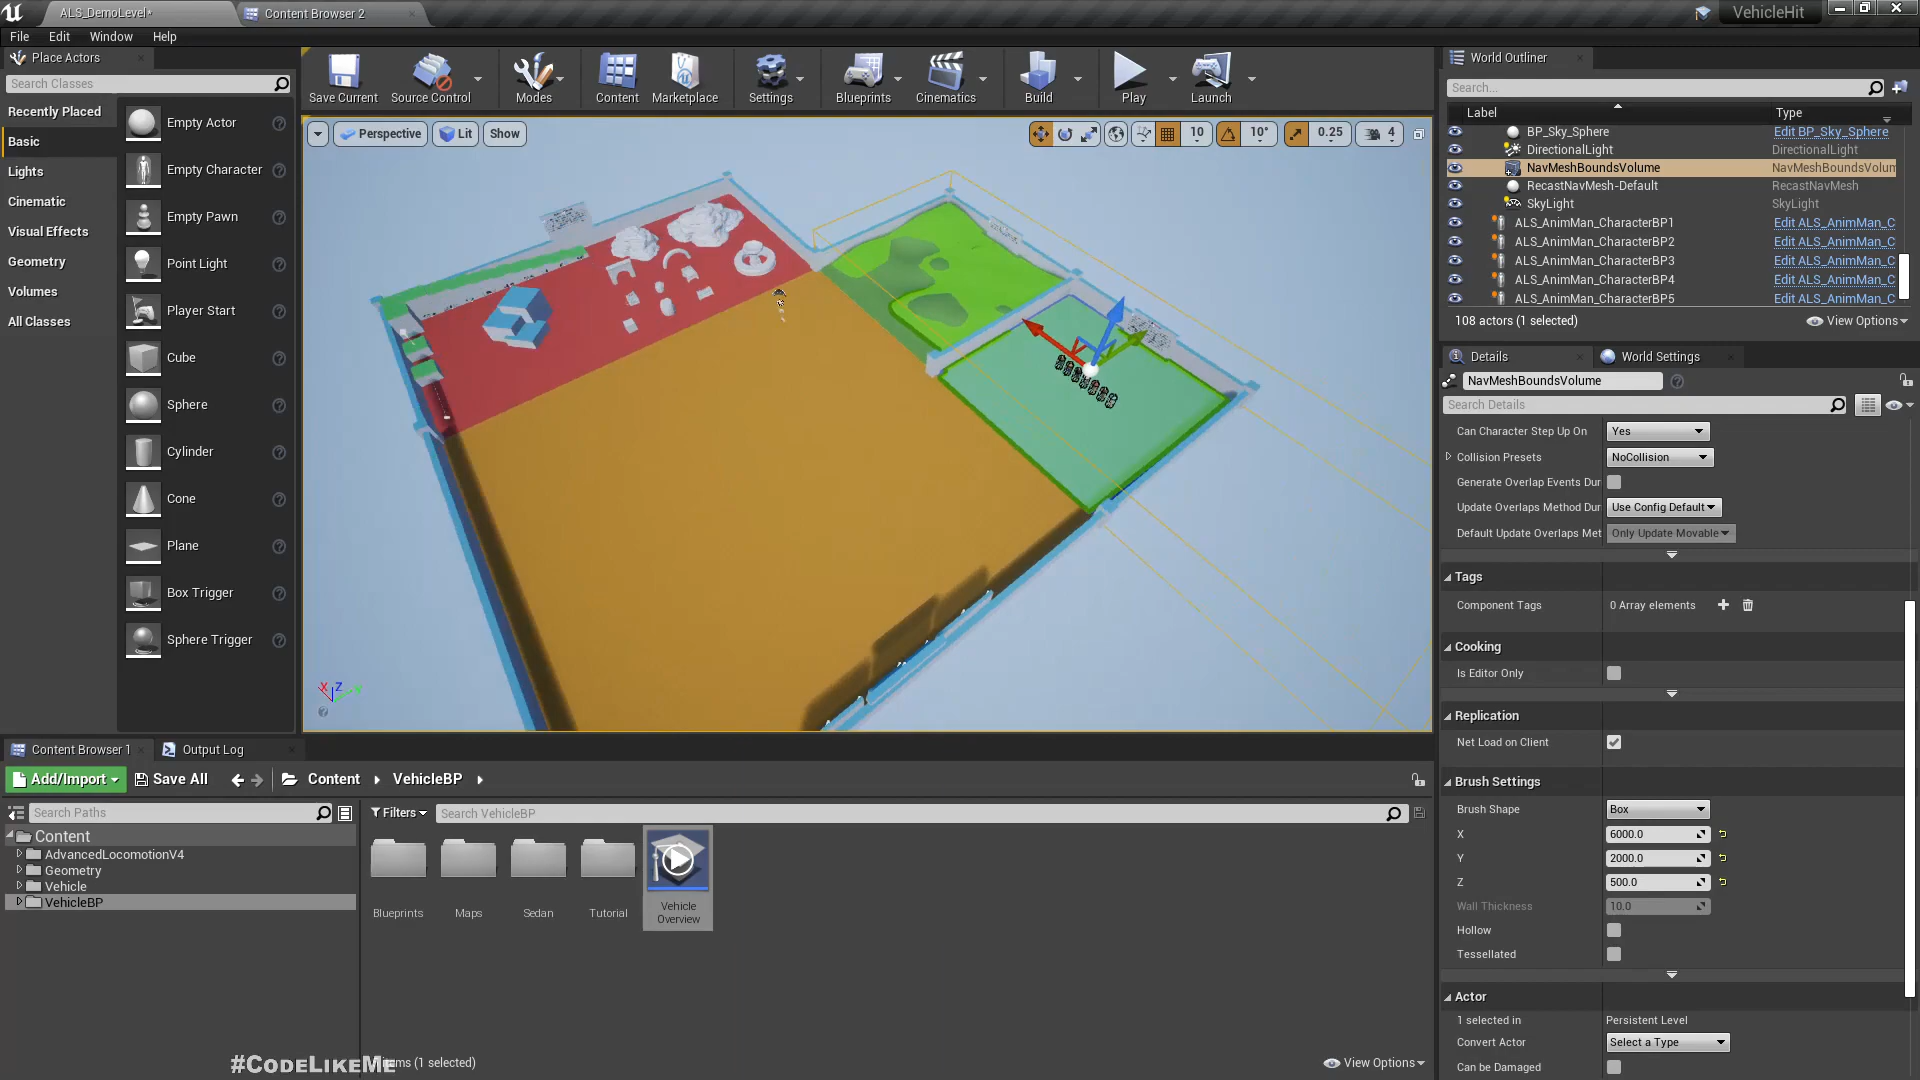 ALS_DemoLevel*
Content Browser 2
VehicleHit
File Edit Window Help
Place Actors
Search Classes
Recently Placed
Basic
Lights
Cinematic
Visual Effects
Geometry
Volumes
All Classes
Empty Actor
Empty Character
Empty Pawn
Point Light
Player Start
Cube
Sphere
Cylinder
Cone
Plane
Box Trigger
Sphere Trigger
Save Current
Source Control
Modes
Content
Marketplace
Settings
Blueprints
Cinematics
Build
Play
Launch
Perspective
Lit
Show
10
10°
0.25
4
X Z Y
World Outliner
Search...
Label Type
BP_Sky_Sphere Edit BP_Sky_Sphere
DirectionalLight DirectionalLight
NavMeshBoundsVolume NavMeshBoundsVolum
RecastNavMesh-Default RecastNavMesh
SkyLight SkyLight
ALS_AnimMan_CharacterBP1 Edit ALS_AnimMan_C
ALS_AnimMan_CharacterBP2 Edit ALS_AnimMan_C
ALS_AnimMan_CharacterBP3 Edit ALS_AnimMan_C
ALS_AnimMan_CharacterBP4 Edit ALS_AnimMan_C
ALS_AnimMan_CharacterBP5 Edit ALS_AnimMan_C
108 actors (1 selected)
View Options
Details
World Settings
NavMeshBoundsVolume
Search Details
Can Character Step Up On Yes
Collision Presets NoCollision
Generate Overlap Events Dur
Update Overlaps Method Dur Use Config Default
Default Update Overlaps Met Only Update Movable
Tags
Component Tags 0 Array elements
Cooking
Is Editor Only
Replication
Net Load on Client
Brush Settings
Brush Shape Box
X 6000.0
Y 2000.0
Z 500.0
Wall Thickness 10.0
Hollow
Tessellated
Actor
1 selected in Persistent Level
Convert Actor Select a Type
Can be Damaged
Content Browser 1
Output Log
Add/Import
Save All
Content
VehicleBP
Search Paths
Filters
Search VehicleBP
Content
AdvancedLocomotionV4
Geometry
Vehicle
VehicleBP
Blueprints
Maps
Sedan
Tutorial
Vehicle
Overview
#CodeLikeMe
(1 selected)
View Options